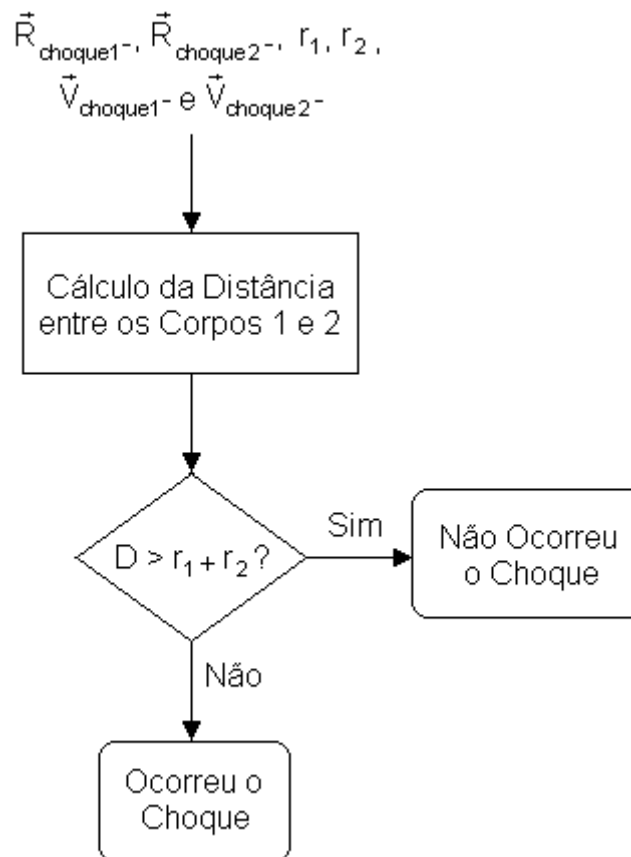 R⃗choque1⁻, R⃗choque2⁻, r₁, r₂,
V⃗choque1⁻ e V⃗choque2⁻
Cálculo da Distância
entre os Corpos 1 e 2
D > r₁ + r₂?
Sim
Não Ocorreu
o Choque
Não
Ocorreu o
Choque